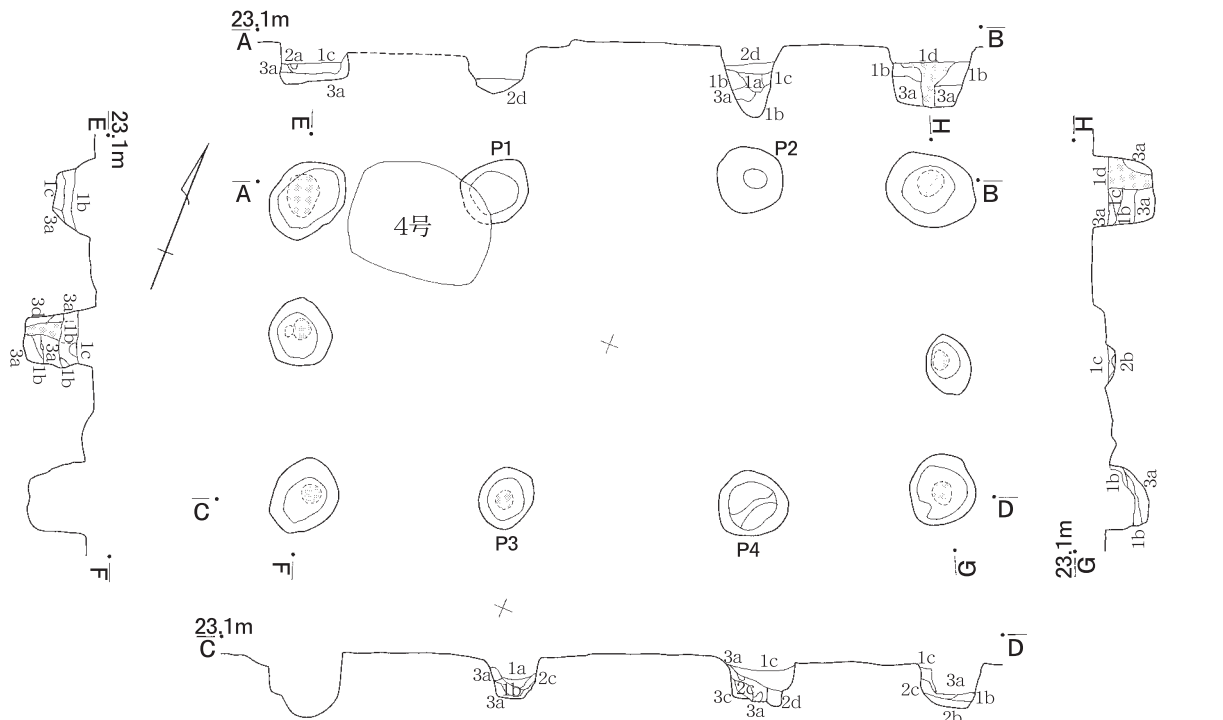 23.1m
A
B
2a
1c
3a
3a
2d
2d
1b
1a
1c
3a
1b
1d
1b
1b
3a
3a
E
23.1m
E
H
H
P1
P2
A
B
4号
1c
1b
3a
3a
1d
1c
3a
1b
3a
3d
3a
1b
3a
3a
1c
1b
1b
1c
2b
C
D
P3
P4
1b
3a
1b
F
F
G
23.1m
G
23.1m
C
D
3a
1a
2c
1b
3a
3a
1c
2c
3c
3a
2d
1c
2c
3a
1b
2b